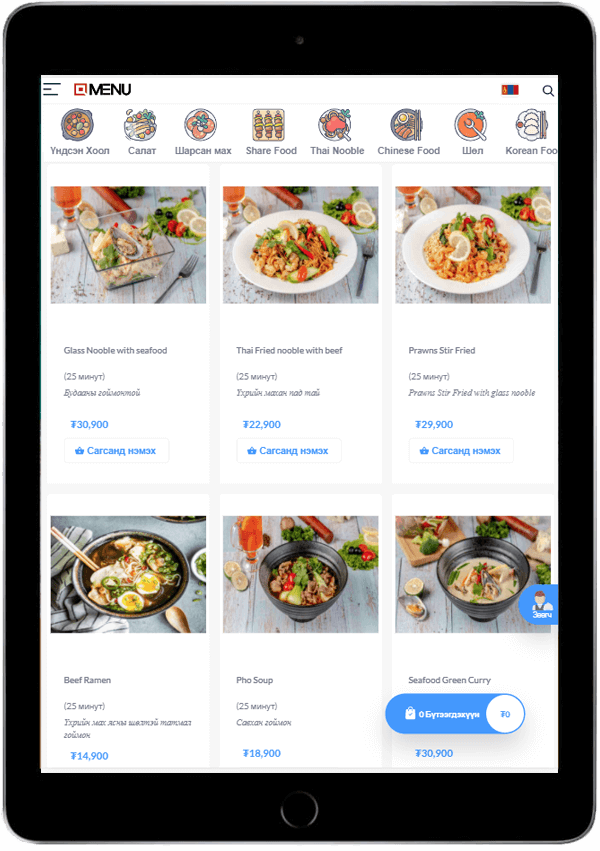 MENU
Үндсэн Хоол
Салат
Шарсан мах
Share Food
Thai Nooble
Chinese Food
Шөл
Korean Foo
Glass Nooble with seafood
Thai Fried nooble with beef
Prawns Stir Fried
(25 минут)
(25 минут)
(25 минут)
Будааны гоймонтой
Үхрийн махан пад тай
Prawns Stir Fried with glass nooble
₮30,900
₮22,900
₮29,900
Сагсанд нэмэх
Сагсанд нэмэх
Сагсанд нэмэх
Зөөгч
Beef Ramen
Pho Soup
Seafood Green Curry
(25 минут)
(25 минут)
Үхрийн мах ясны шөлтэй татмал
гоймон
Савхан гоймон
0 Бүтээгдэхүүн
₮0
₮14,900
₮18,900
₮30,900